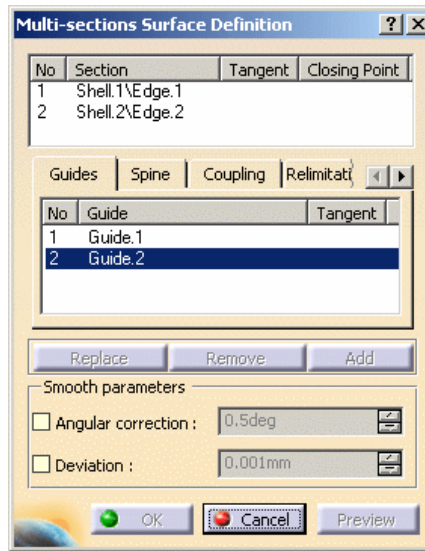 Multi-sections Surface Definition ? ×
No Section Tangent Closing Point
1 Shell.1\Edge.1
2 Shell.2\Edge.2
Guides Spine Coupling
No Guide Tangent
1 Guide.1
2 Guide.2
Replace Remove Add
Smooth parameters
Angular correction : 0.5deg
Deviation : 0.001mm
OK Cancel Preview